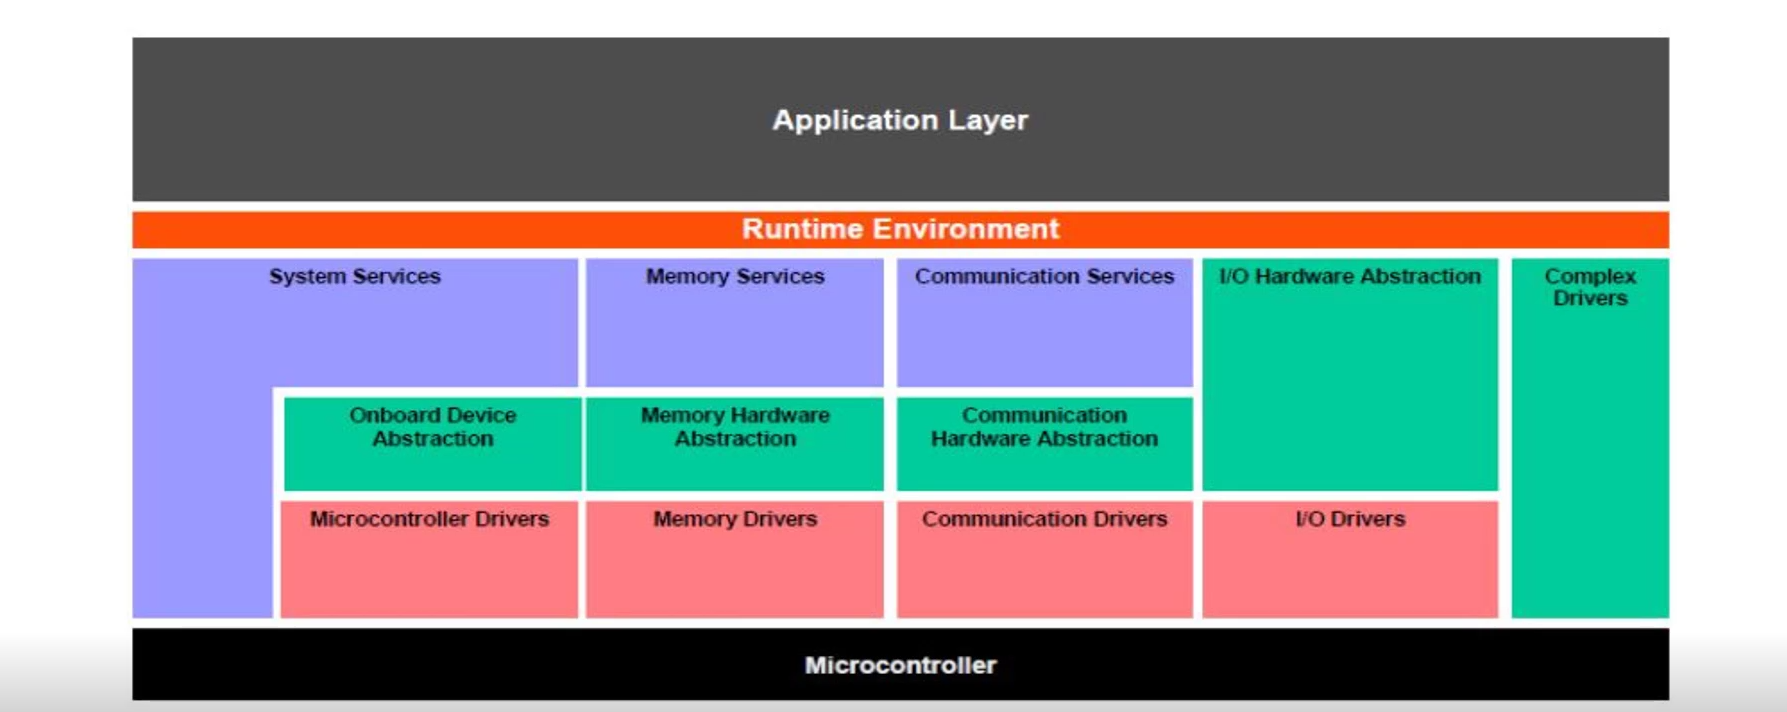 Application Layer
Runtime Environment
System Services
Memory Services
Communication Services
I/O Hardware Abstraction
Complex
Drivers
Onboard Device
Abstraction
Memory Hardware
Abstraction
Communication
Hardware Abstraction
Microcontroller Drivers
Memory Drivers
Communication Drivers
I/O Drivers
Microcontroller